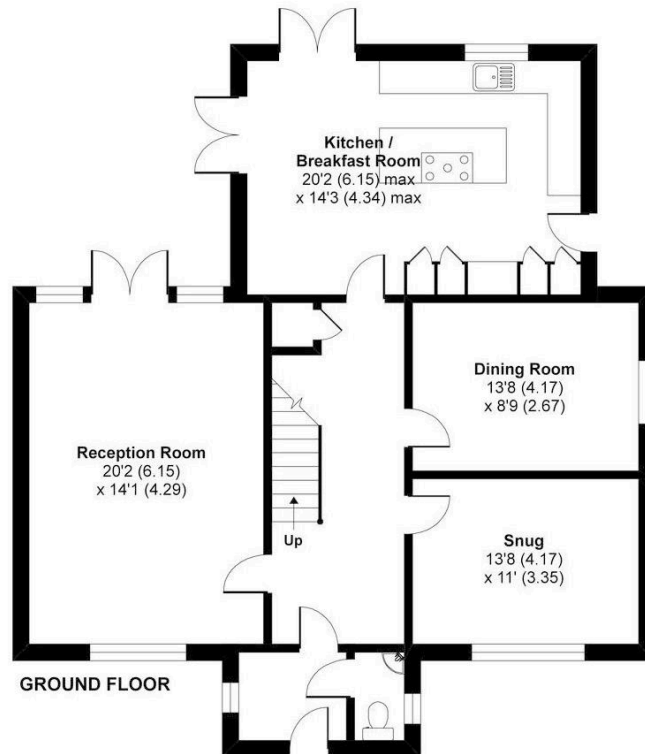 Kitchen /
Breakfast Room
20'2 (6.15) max
x 14'3 (4.34) max
Dining Room
13'8 (4.17)
x 8'9 (2.67)
Reception Room
20'2 (6.15)
x 14'1 (4.29)
Up
Snug
13'8 (4.17)
x 11' (3.35)
GROUND FLOOR